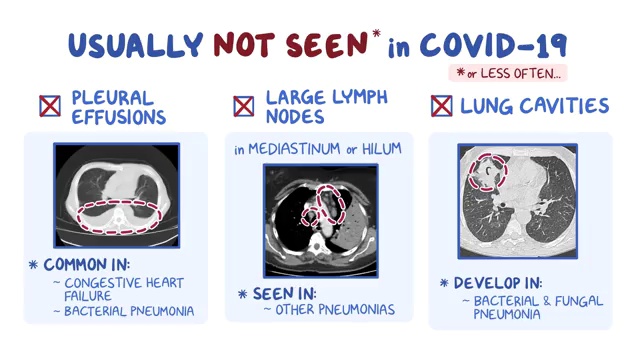 USUALLY NOT SEEN* in COVID-19
* or LESS OFTEN...
PLEURAL
EFFUSIONS
* COMMON IN:
~ CONGESTIVE HEART
FAILURE
~ BACTERIAL PNEUMONIA
LARGE LYMPH
NODES
in MEDIASTINUM or HILUM
* SEEN IN:
~ OTHER PNEUMONIAS
LUNG CAVITIES
* DEVELOP IN:
~ BACTERIAL & FUNGAL
PNEUMONIA